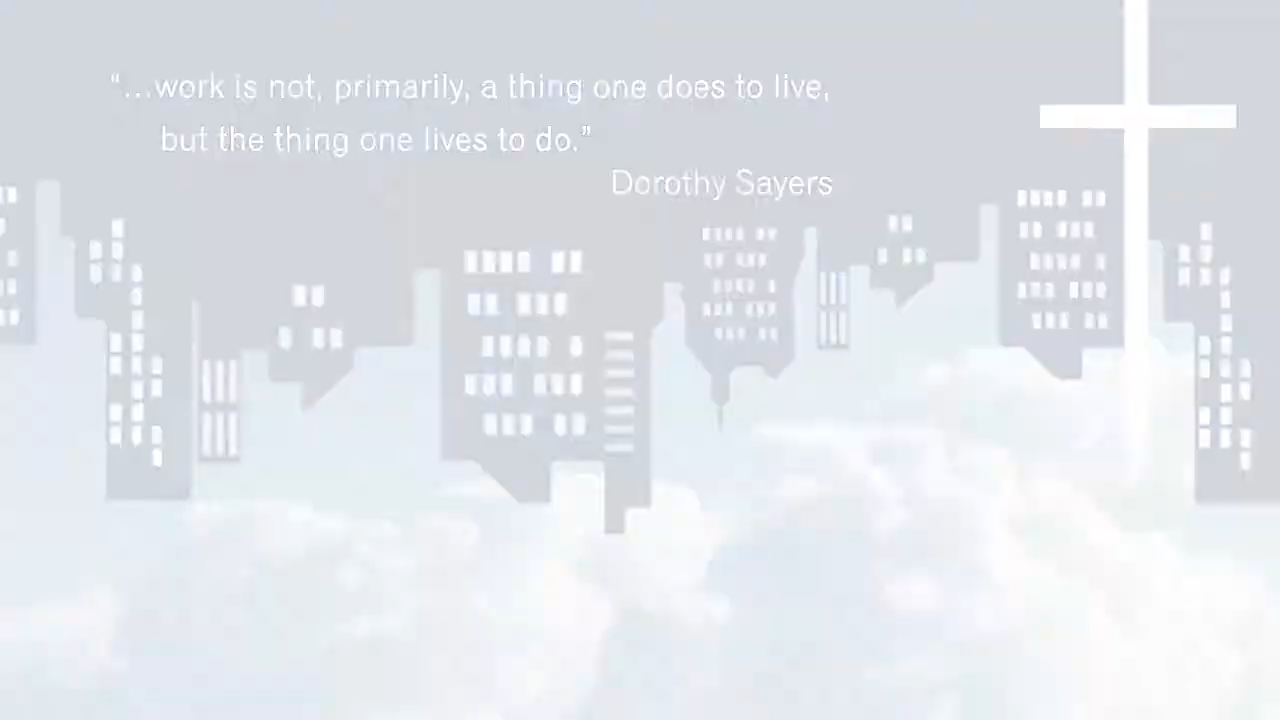 “…work is not, primarily, a thing one does to live,
but the thing one lives to do.”
Dorothy Sayers